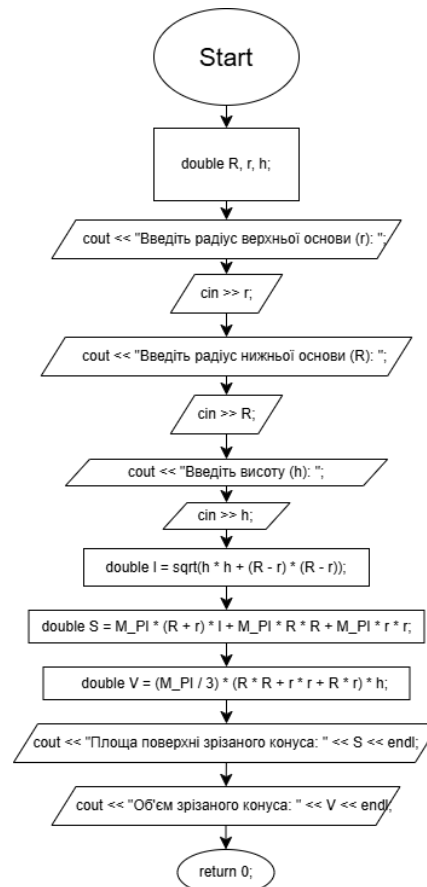 Start
double R, r, h;
cout << "Введіть радіус верхньої основи (r): ";
cin >> r;
cout << "Введіть радіус нижньої основи (R): ";
cin >> R;
cout << "Введіть висоту (h): ";
cin >> h;
double l = sqrt(h * h + (R - r) * (R - r));
double S = M_PI * (R + r) * l + M_PI * R * R + M_PI * r * r;
double V = (M_PI / 3) * (R * R + r * r + R * r) * h;
cout << "Площа поверхні зрізаного конуса: " << S << endl;
cout << "Об'єм зрізаного конуса: " << V << endl;
return 0;